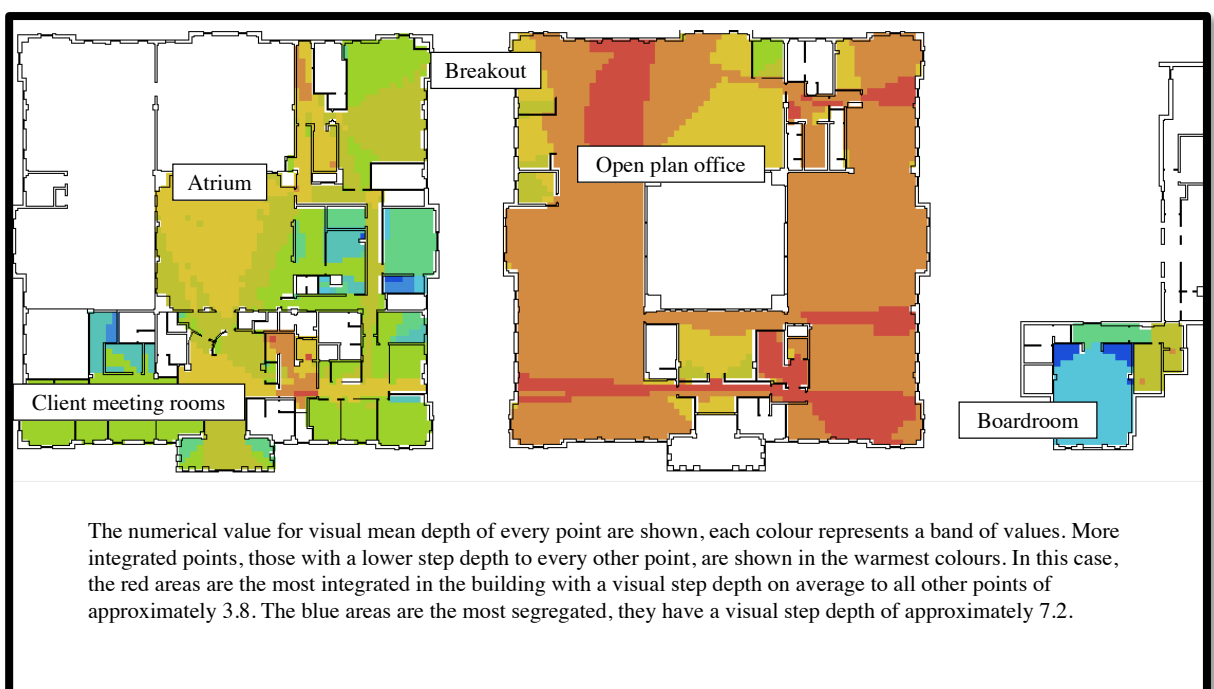 Breakout
Open plan office
Atrium
Client meeting rooms
Boardroom
The numerical value for visual mean depth of every point are shown, each colour represents a band of values. More
integrated points, those with a lower step depth to every other point, are shown in the warmest colours. In this case,
the red areas are the most integrated in the building with a visual step depth on average to all other points of
approximately 3.8. The blue areas are the most segregated, they have a visual step depth of approximately 7.2.